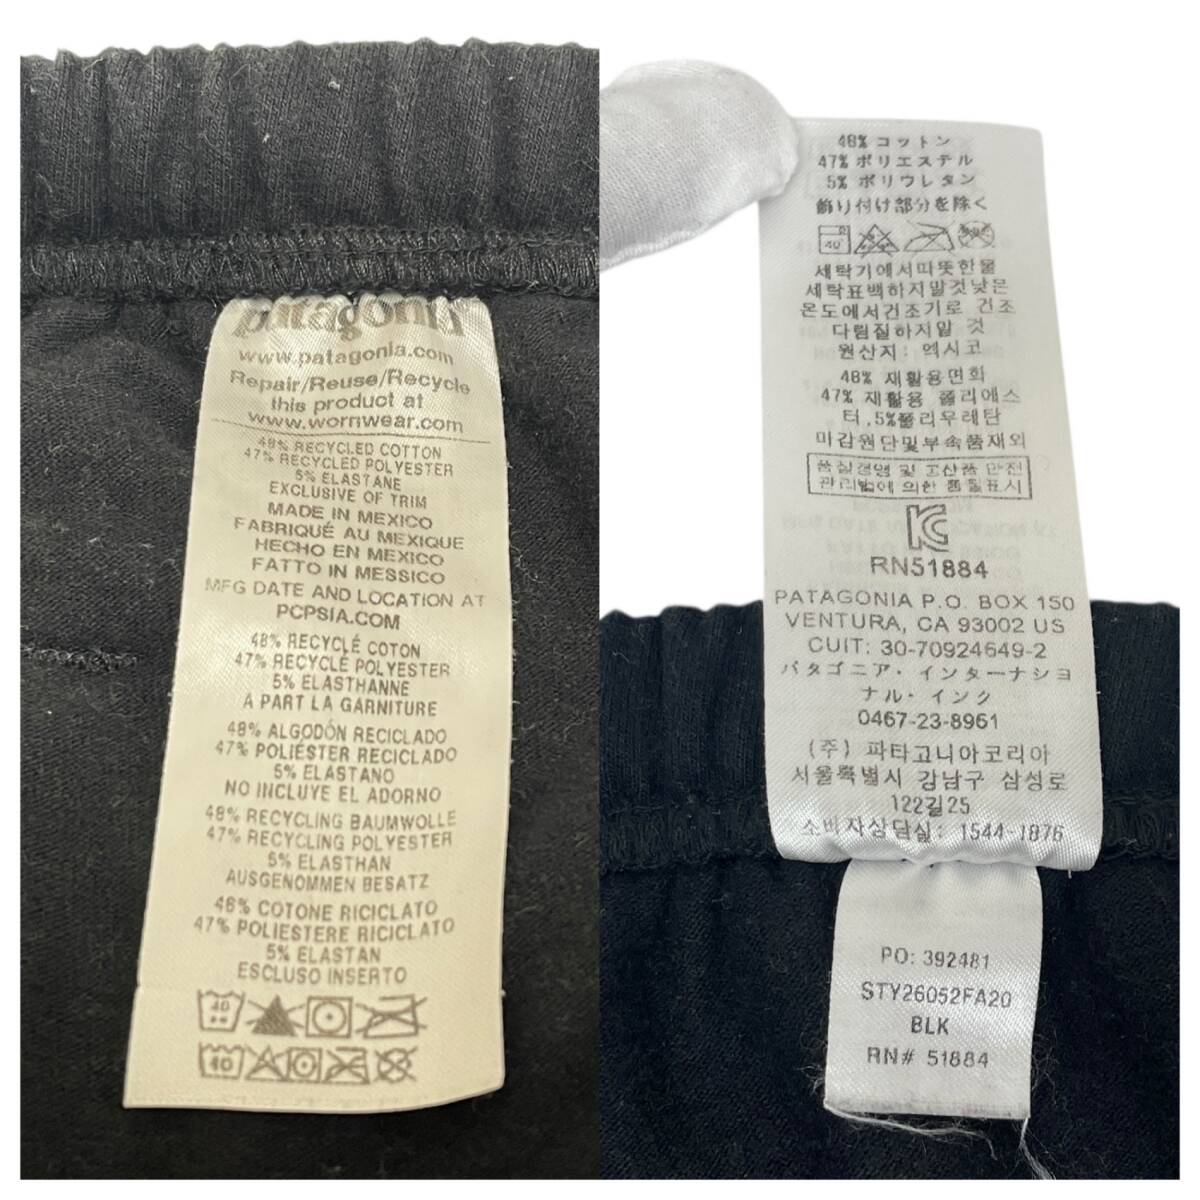 patagonia
www.patagonia.com
Repair/Reuse/Recycle
this product at
www.wornwear.com
48% RECYCLED COTTON
47% RECYCLED POLYESTER
5% ELASTANE
EXCLUSIVE OF TRIM
MADE IN MEXICO
FABRIQUÉ AU MEXIQUE
HECHO EN MEXICO
FATTO IN MESSICO
MFG DATE AND LOCATION AT
PCPSIA.COM
48% RECYCLÉ COTON
47% RECYCLÉ POLYESTER
5% ELASTHANNE
A PART LA GARNITURE
48% ALGODÓN RECICLADO
47% POLIÉSTER RECICLADO
5% ELASTANO
NO INCLUYE EL ADORNO
48% RECYCLING BAUMWOLLE
47% RECYCLING POLYESTER
5% ELASTHAN
AUSGENOMMEN BESATZ
48% COTONE RICICLATO
47% POLIESTERE RICICLATO
5% ELASTAN
ESCLUSO INSERTO
40
40
48% コットン
47% ポリエステル
5% ポリウレタン
飾り付け部分を除く
40
세탁기에서따뜻한물
세탁표백하지말것낮은
온도에서건조기로 건조
다림질하지말 것
원산지: 멕시코
48% 재활용면화
47% 재활용 폴리에스
터,5%폴리우레탄
마감원단및부속품재외
품질경영 및 공산품 안전
관리법에 의한 품질표시
RN51884
PATAGONIA P.O. BOX 150
VENTURA, CA 93002 US
CUIT: 30-70924649-2
パタゴニア・インターナショ
ナル・インク
0467-23-8961
(주) 파타고니아코리아
서울특별시 강남구 삼성로
122길25
소비자상담실: 1544-1876
PO: 392481
STY26052FA20
BLK
RN# 51884